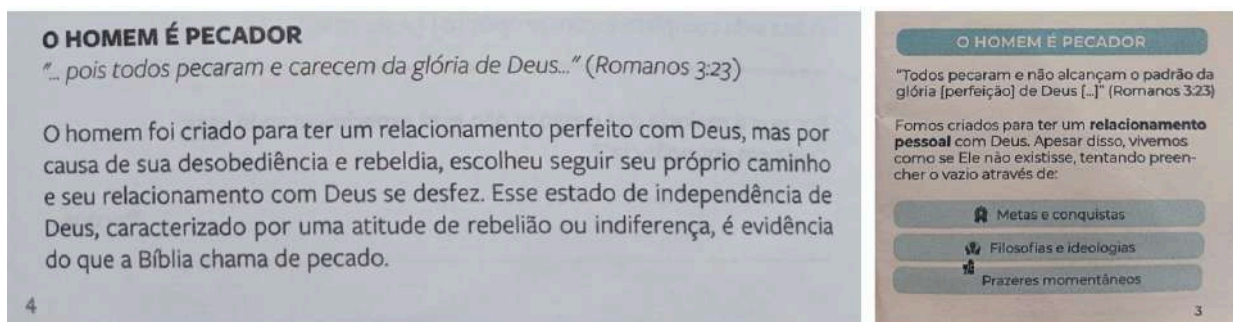 O HOMEM É PECADOR
"... pois todos pecaram e carecem da glória de Deus..." (Romanos 3:23)
O homem foi criado para ter um relacionamento perfeito com Deus, mas por
causa de sua desobediência e rebeldia, escolheu seguir seu próprio caminho
e seu relacionamento com Deus se desfez. Esse estado de independência de
Deus, caracterizado por uma atitude de rebelião ou indiferença, é evidência
do que a Bíblia chama de pecado.
4
O HOMEM É PECADOR
"Todos pecaram e não alcançam o padrão da
glória [perfeição] de Deus [...]" (Romanos 3:23)
Fomos criados para ter um relacionamento
pessoal com Deus. Apesar disso, vivemos
como se Ele não existisse, tentando preen-
cher o vazio através de:
Metas e conquistas
Filosofias e ideologias
Prazeres momentâneos
3